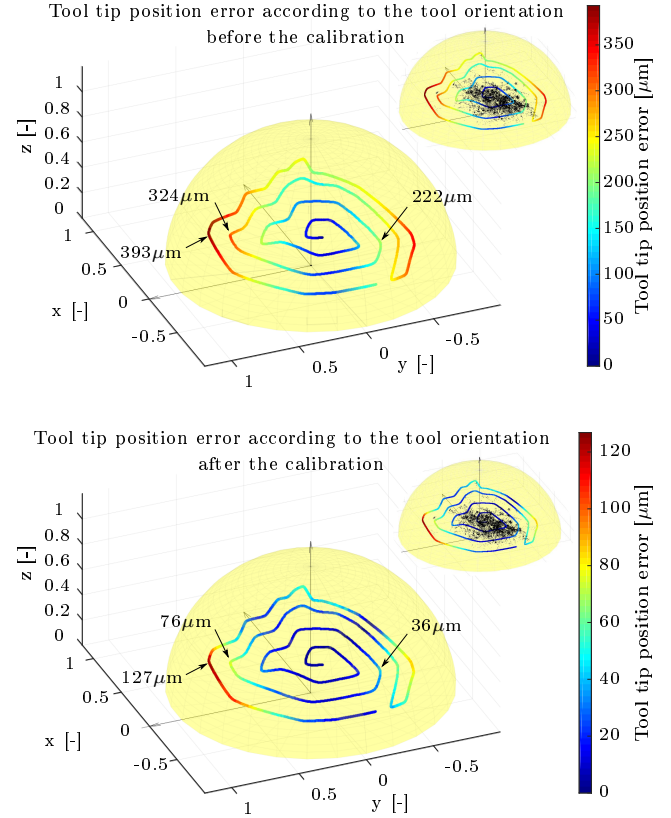 Tool tip position error according to the tool orientation
before the calibration
350
300
250
200
150
100
50
0
Tool tip position error [μm]
1
0.8
0.6
0.4
0.2
0
z [-]
324μm
222μm
393μm
1
0.5
0
-0.5
x [-]
1
0.5
0
-0.5
y [-]
Tool tip position error according to the tool orientation
after the calibration
120
100
80
60
40
20
0
Tool tip position error [μm]
1
0.8
0.6
0.4
0.2
0
z [-]
76μm
36μm
127μm
1
0.5
0
-0.5
x [-]
1
0.5
0
-0.5
y [-]